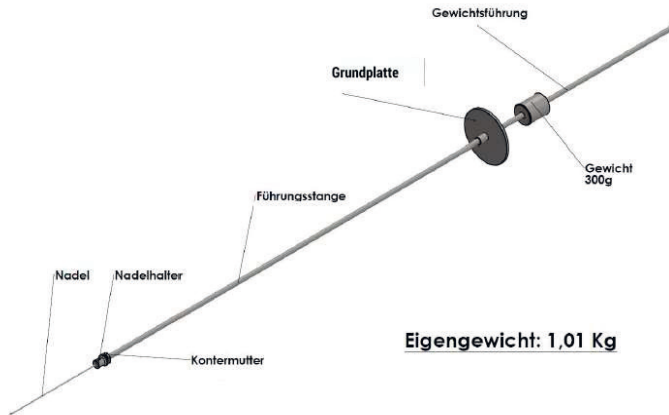 Gewichtsführung
Grundplatte
Gewicht
300g
Führungsstange
Nadel
Nadelhalter
Kontermutter
Eigengewicht: 1,01 Kg